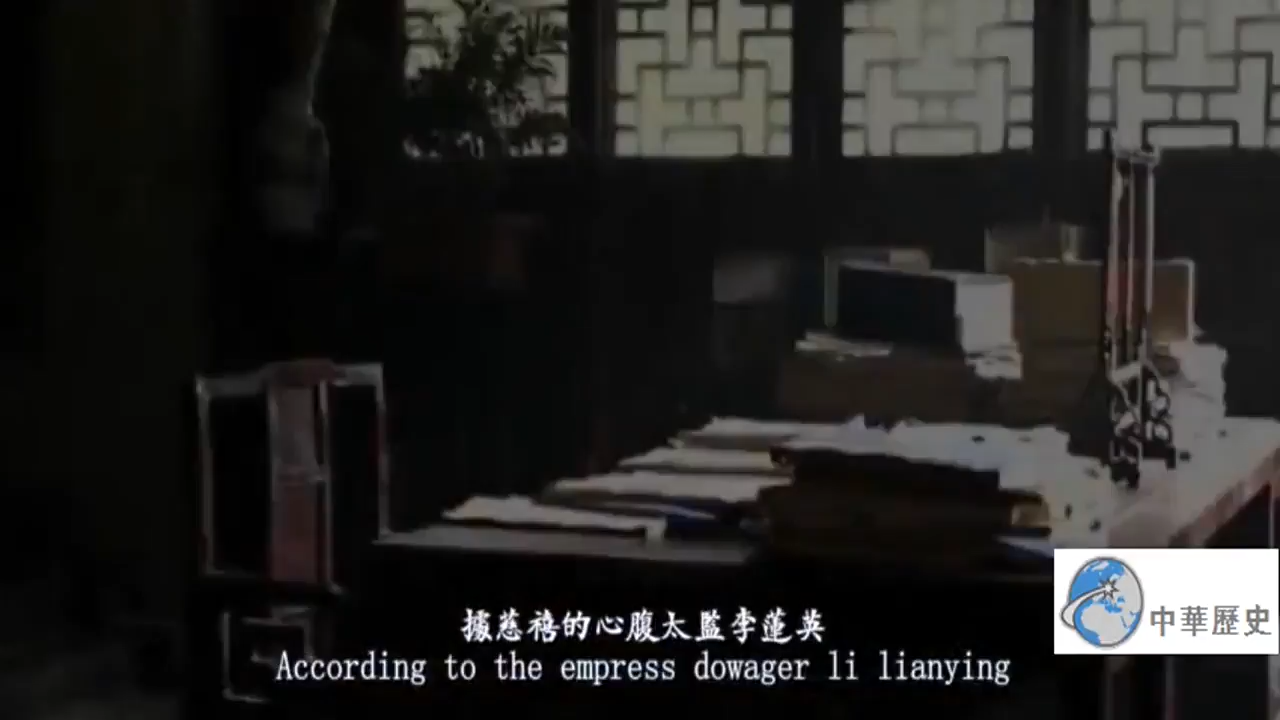 據慈禧的心腹太監李蓮英
According to the empress dowager li lianying
中華歷史